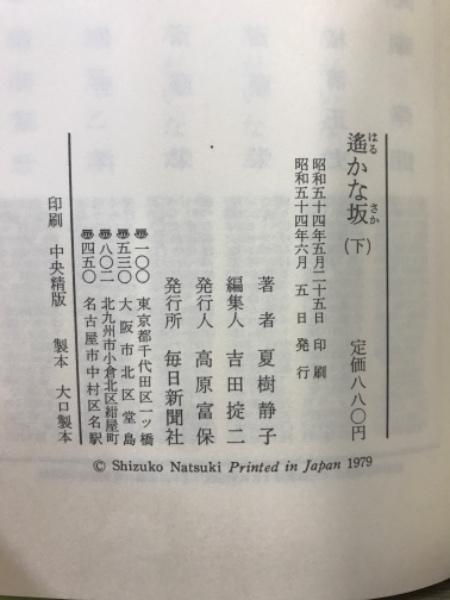 遙かな坂(下) 定価八八〇円
はる
さか
昭和五十四年五月二十五日 印刷
昭和五十四年六月 五 日 発行
著 者 夏樹静子
編集人 吉田掟二
発行人 高原富保
発行所 毎日新聞社
〠一〇〇 東京都千代田区一ツ橋
〠五三〇 大阪市北区堂島
〠八〇二 北九州市小倉北区紺屋町
〠四五〇 名古屋市中村区名駅
印刷 中央精版 製本 大口製本
© Shizuko Natsuki Printed in Japan 1979